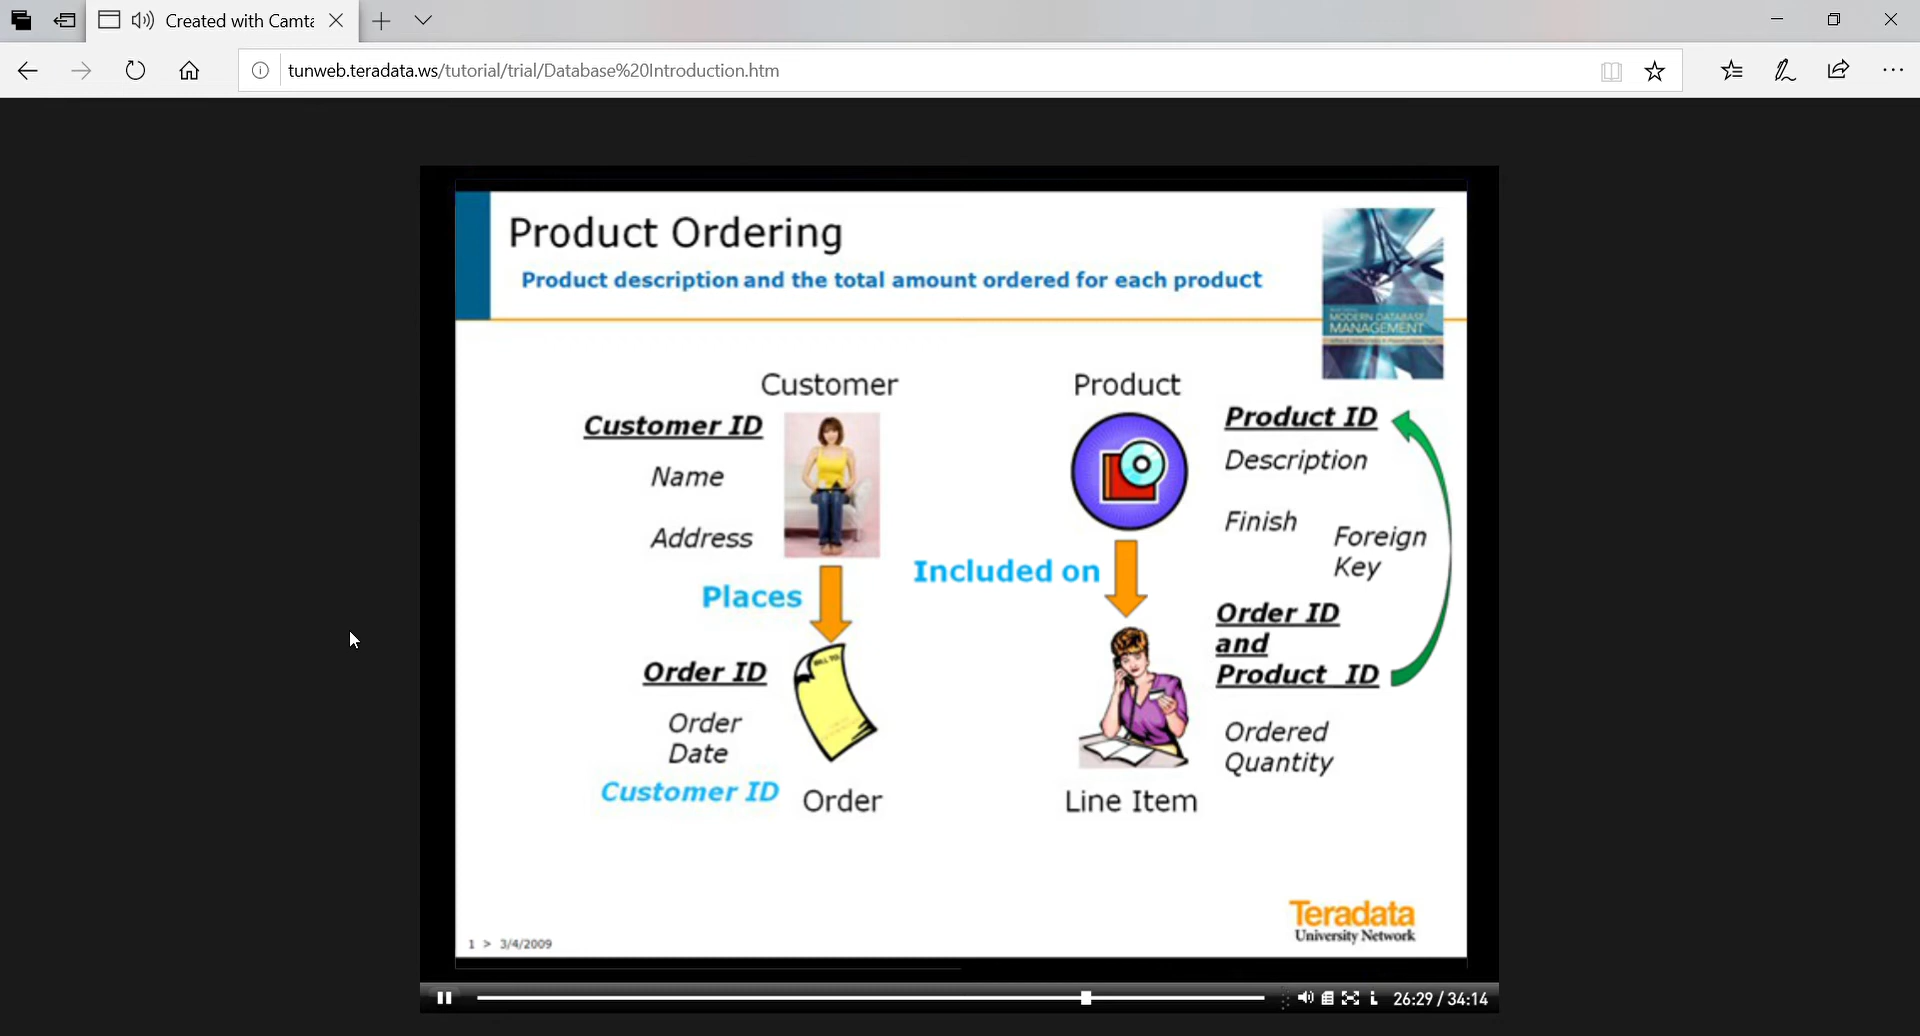 Created with Camta
tunweb.teradata.ws/tutorial/trial/Database%20Introduction.htm
Product Ordering
Product description and the total amount ordered for each product
MODERN DATABASE
MANAGEMENT
Customer
Customer ID
Name
Address
Places
Order ID
Order
Date
Customer ID
Order
BILL TO:
Product
Product ID
Description
Finish
Foreign
Key
Included on
Order ID
and
Product ID
Ordered
Quantity
Line Item
Teradata
University Network
1 > 3/4/2009
26:29 / 34:14